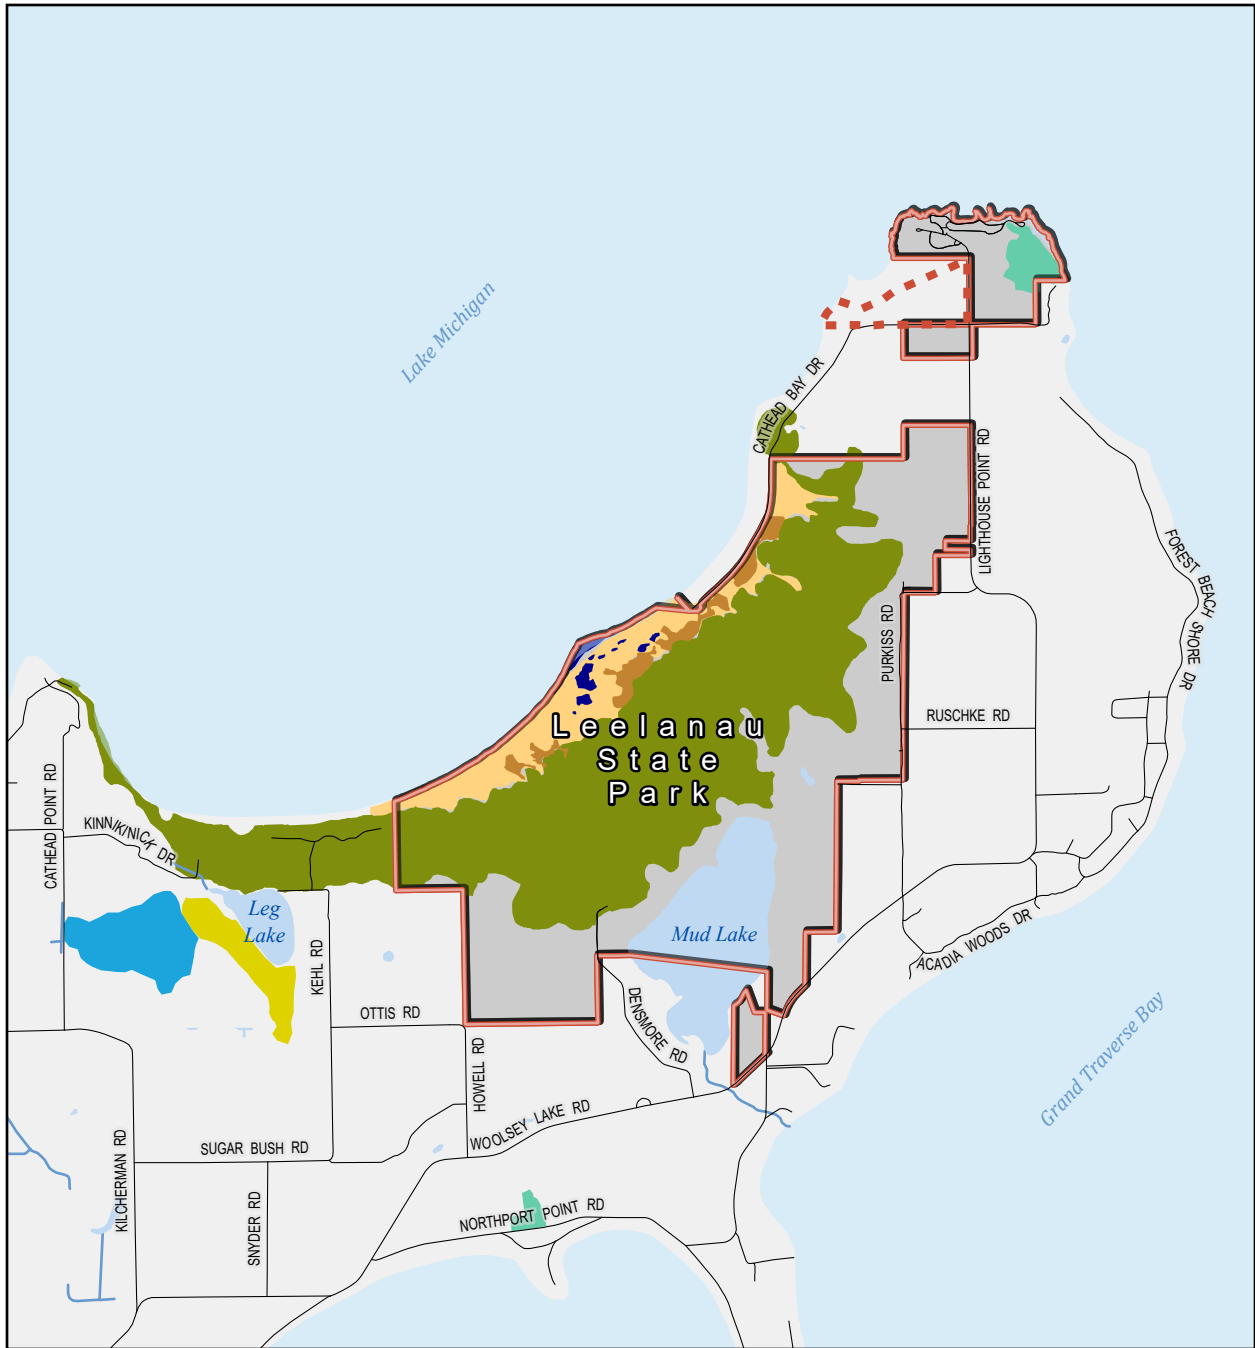 Lake Michigan
CATHEAD BAY DR
LIGHTHOUSE POINT RD
FOREST BEACH SHORE DR
PURKISS RD
RUSCHKE RD
Leelanau
State
Park
CATHEAD POINT RD
KINNIKINICK DR
Leg
Lake
Mud Lake
KEHL RD
ACADIA WOODS DR
OTTIS RD
DENSMORE RD
HOWELL RD
Grand Traverse Bay
WOOLSEY LAKE RD
SUGAR BUSH RD
KILCHERMAN RD
SNYDER RD
NORTHPORT POINT RD